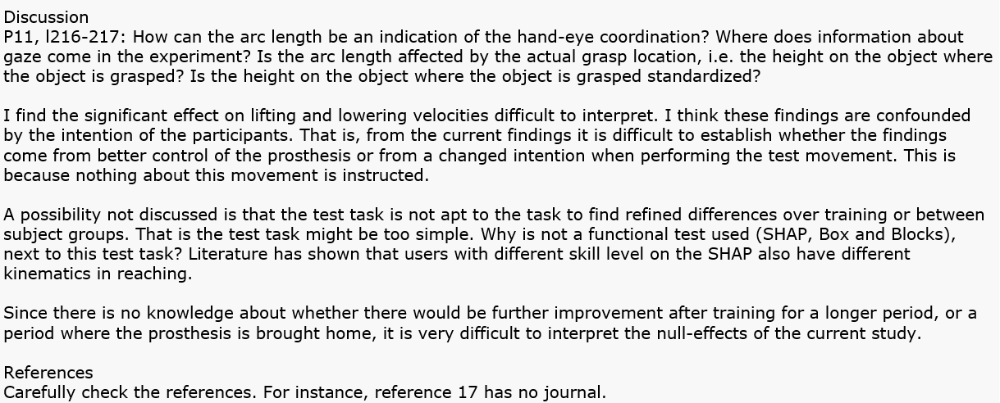 Discussion
P11, l216-217: How can the arc length be an indication of the hand-eye coordination? Where does information about
gaze come in the experiment? Is the arc length affected by the actual grasp location, i.e. the height on the object where
the object is grasped? Is the height on the object where the object is grasped standardized?
I find the significant effect on lifting and lowering velocities difficult to interpret. I think these findings are confounded
by the intention of the participants. That is, from the current findings it is difficult to establish whether the findings
come from better control of the prosthesis or from a changed intention when performing the test movement. This is
because nothing about this movement is instructed.
A possibility not discussed is that the test task is not apt to the task to find refined differences over training or between
subject groups. That is the test task might be too simple. Why is not a functional test used (SHAP, Box and Blocks),
next to this test task? Literature has shown that users with different skill level on the SHAP also have different
kinematics in reaching.
Since there is no knowledge about whether there would be further improvement after training for a longer period, or a
period where the prosthesis is brought home, it is very difficult to interpret the null-effects of the current study.
References
Carefully check the references. For instance, reference 17 has no journal.